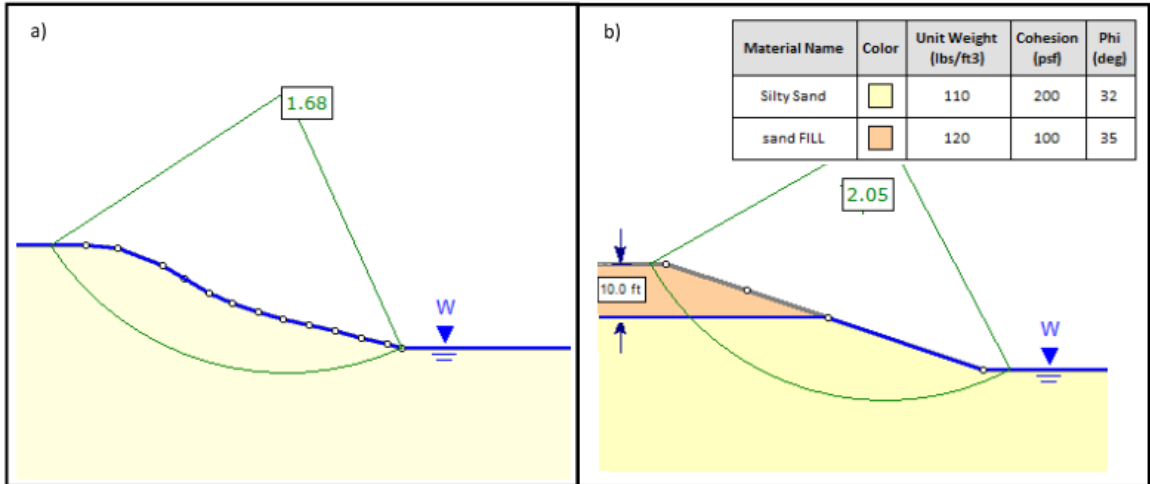 a)
1.68
W
b)
Material Name Color Unit Weight (lbs/ft3) Cohesion (psf) Phi (deg)
Silty Sand 110 200 32
sand FILL 120 100 35
2.05
10.0 ft
W